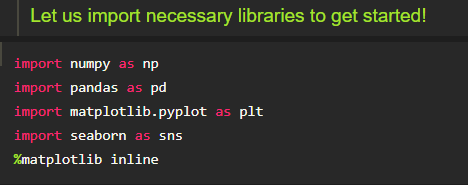 Let us import necessary libraries to get started!
import numpy as np
import pandas as pd
import matplotlib.pyplot as plt
import seaborn as sns
%matplotlib inline